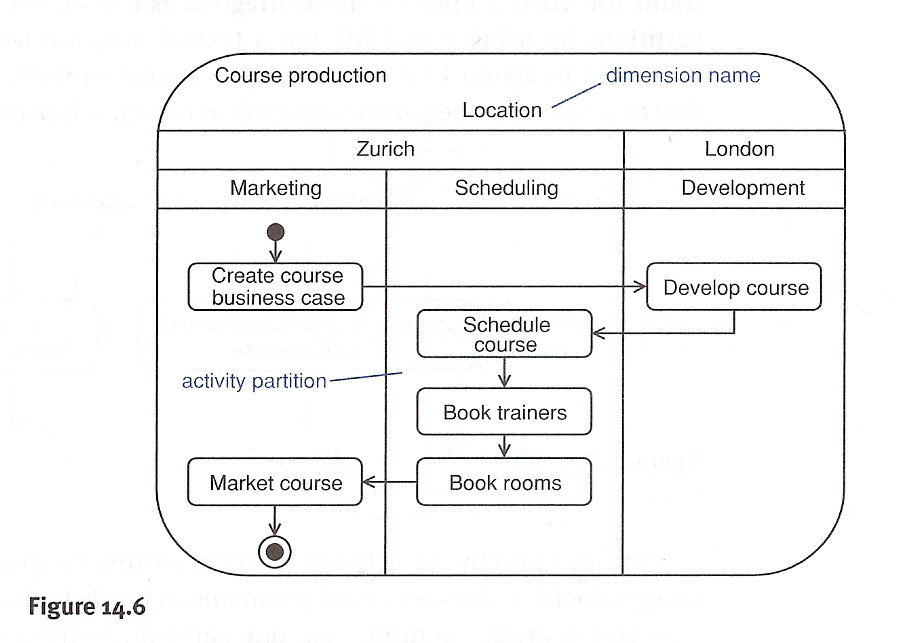 Course production
dimension name
Location
Zurich
London
Marketing
Scheduling
Development
Create course
business case
Develop course
Schedule
course
activity partition
Book trainers
Market course
Book rooms
Figure 14.6